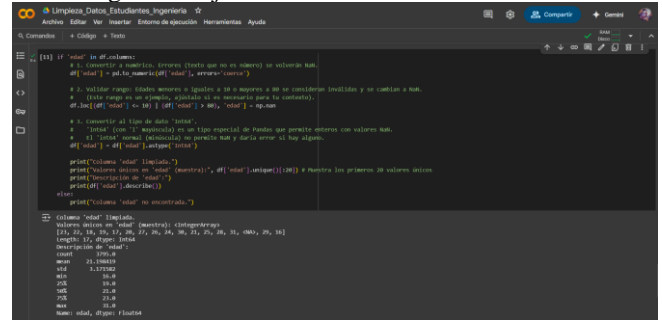 Limpieza_Datos_Estudiantes_Ingenieria
Archivo Editar Ver Insertar Entorno de ejecución Herramientas Ayuda
Compartir
Gemini
Comandos + Código + Texto
RAM
Disco
[11] if 'edad' in df.columns:
# 1. Convertir a numérico. Errores (texto que no es número) se volverán NaN.
df['edad'] = pd.to_numeric(df['edad'], errors='coerce')
# 2. Validar rango: Edades menores o iguales a 10 o mayores a 80 se consideran inválidas y se cambian a NaN.
# (Este rango es un ejemplo, ajústalo si es necesario para tu contexto).
df.loc[(df['edad'] <= 10) | (df['edad'] > 80), 'edad'] = np.nan
# 3. Convertir al tipo de dato 'Int64'.
# 'Int64' (con 'I' mayúscula) es un tipo especial de Pandas que permite enteros con valores NaN.
# El 'int64' normal (minúscula) no permite NaN y daría error si hay alguno.
df['edad'] = df['edad'].astype('Int64')
print("Columna 'edad' limpiada.")
print("Valores únicos en 'edad' (muestra):", df['edad'].unique()[:20]) # Muestra los primeros 20 valores únicos
print("Descripción de 'edad':")
print(df['edad'].describe())
else:
print("Columna 'edad' no encontrada.")
Columna 'edad' limpiada.
Valores únicos en 'edad' (muestra): <IntegerArray>
[23, 22, 18, 19, 17, 20, 27, 26, 24, 30, 21, 25, 28, 31, <NA>, 29, 16]
Length: 17, dtype: Int64
Descripción de 'edad':
count 3795.0
mean 21.198419
std 3.171582
min 16.0
25% 19.0
50% 21.0
75% 23.0
max 31.0
Name: edad, dtype: Float64